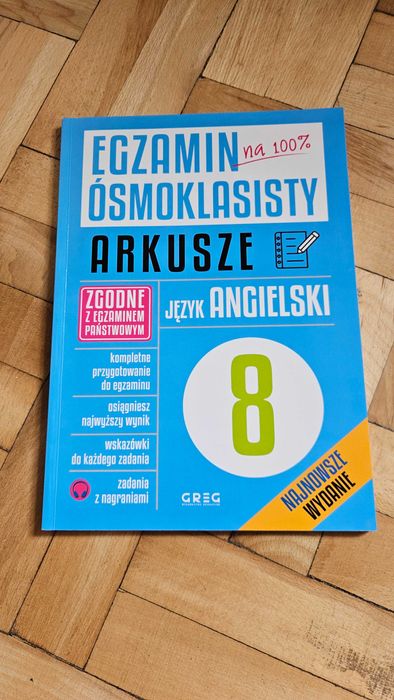 EGZAMIN
na 100%
ÓSMOKLASISTY
ARKUSZE
ZGODNE
Z EGZAMINEM
PAŃSTWOWYM
JĘZYK ANGIELSKI
kompletne
przygotowanie
do egzaminu
osiągniesz
najwyższy wynik
wskazówki
do każdego zadania
zadania
z nagraniami
8
GREG
NAJNOWSZE
WYDANIE